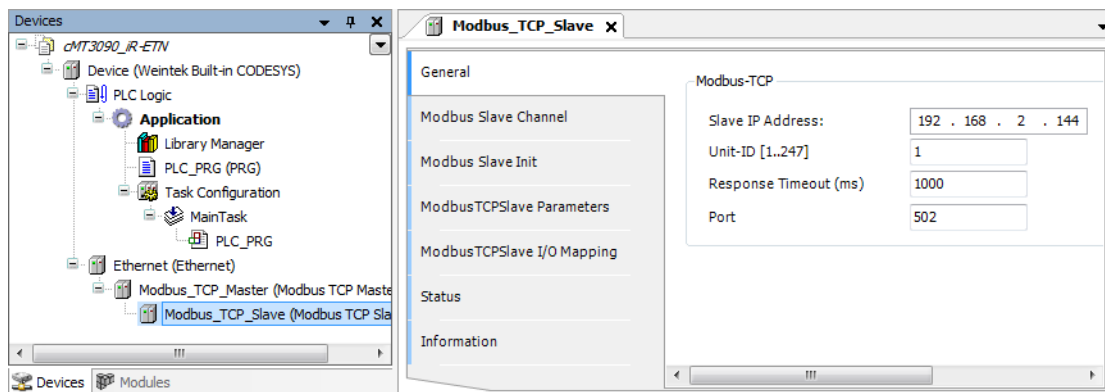 Devices
cMT3090_iR-ETN
Device (Weintek Built-in CODESYS)
PLC Logic
Application
Library Manager
PLC_PRG (PRG)
Task Configuration
MainTask
PLC_PRG
Ethernet (Ethernet)
Modbus_TCP_Master (Modbus TCP Maste
Modbus_TCP_Slave (Modbus TCP Sla
Devices
Modules
Modbus_TCP_Slave
General
Modbus Slave Channel
Modbus Slave Init
ModbusTCPSlave Parameters
ModbusTCPSlave I/O Mapping
Status
Information
Modbus-TCP
Slave IP Address: 192 . 168 . 2 . 144
Unit-ID [1..247] 1
Response Timeout (ms) 1000
Port 502